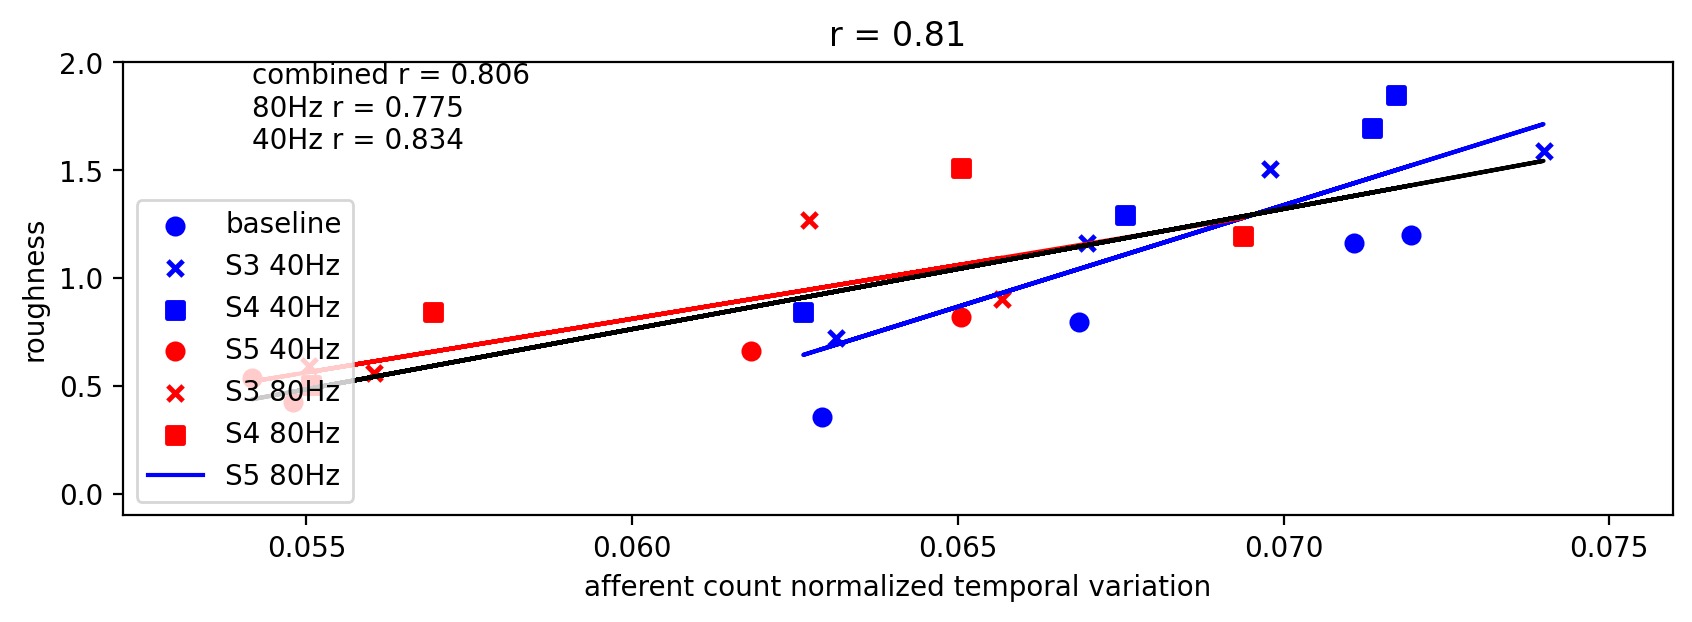 r = 0.81
combined r = 0.806
80Hz r = 0.775
40Hz r = 0.834
2.0
1.5
1.0
0.5
0.0
roughness
baseline
S3 40Hz
S4 40Hz
S5 40Hz
S3 80Hz
S4 80Hz
S5 80Hz
0.055 0.060 0.065 0.070 0.075
afferent count normalized temporal variation